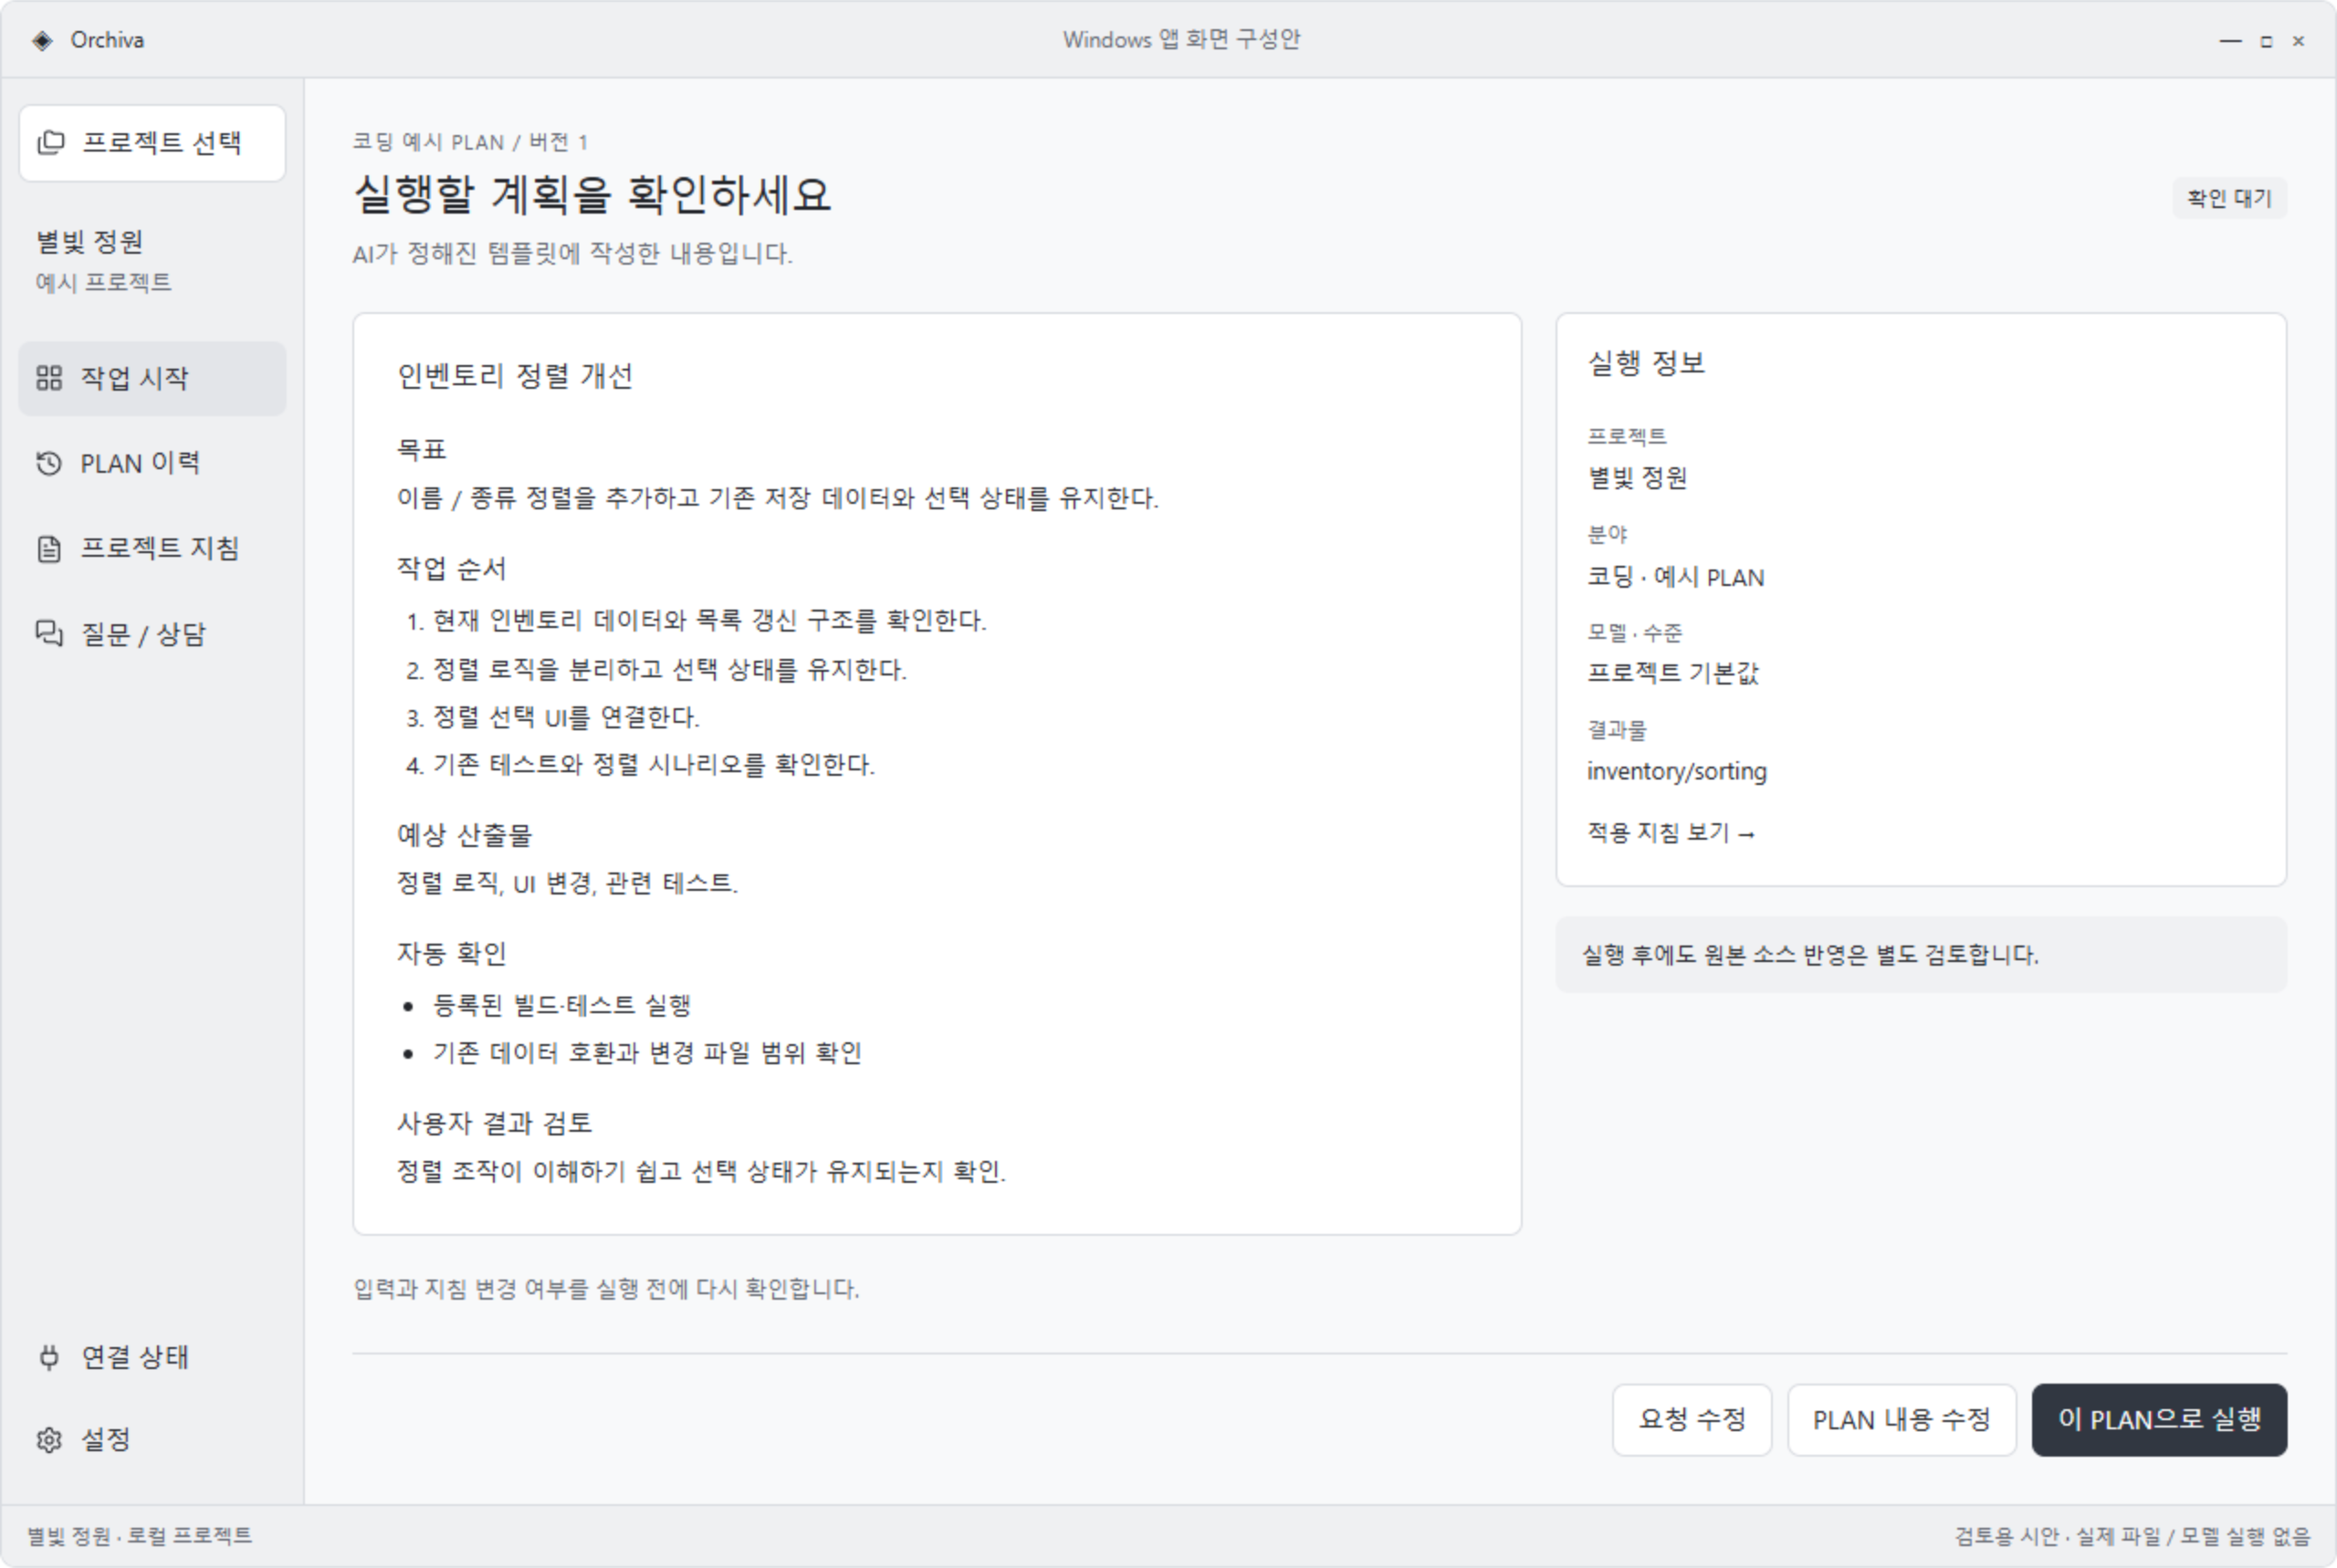 Orchiva
Windows 앱 화면 구성안
프로젝트 선택
별빛 정원
예시 프로젝트
작업 시작
PLAN 이력
프로젝트 지침
질문 / 상담
연결 상태
설정
코딩 예시 PLAN / 버전 1
실행할 계획을 확인하세요
AI가 정해진 템플릿에 작성한 내용입니다.
확인 대기
인벤토리 정렬 개선
목표
이름 / 종류 정렬을 추가하고 기존 저장 데이터와 선택 상태를 유지한다.
작업 순서
1. 현재 인벤토리 데이터와 목록 갱신 구조를 확인한다.
2. 정렬 로직을 분리하고 선택 상태를 유지한다.
3. 정렬 선택 UI를 연결한다.
4. 기존 테스트와 정렬 시나리오를 확인한다.
예상 산출물
정렬 로직, UI 변경, 관련 테스트.
자동 확인
• 등록된 빌드·테스트 실행
• 기존 데이터 호환과 변경 파일 범위 확인
사용자 결과 검토
정렬 조작이 이해하기 쉽고 선택 상태가 유지되는지 확인.
실행 정보
프로젝트
별빛 정원
분야
코딩 · 예시 PLAN
모델 · 수준
프로젝트 기본값
결과물
inventory/sorting
적용 지침 보기 →
실행 후에도 원본 소스 반영은 별도 검토합니다.
입력과 지침 변경 여부를 실행 전에 다시 확인합니다.
요청 수정
PLAN 내용 수정
이 PLAN으로 실행
별빛 정원 · 로컬 프로젝트
검토용 시안 · 실제 파일 / 모델 실행 없음